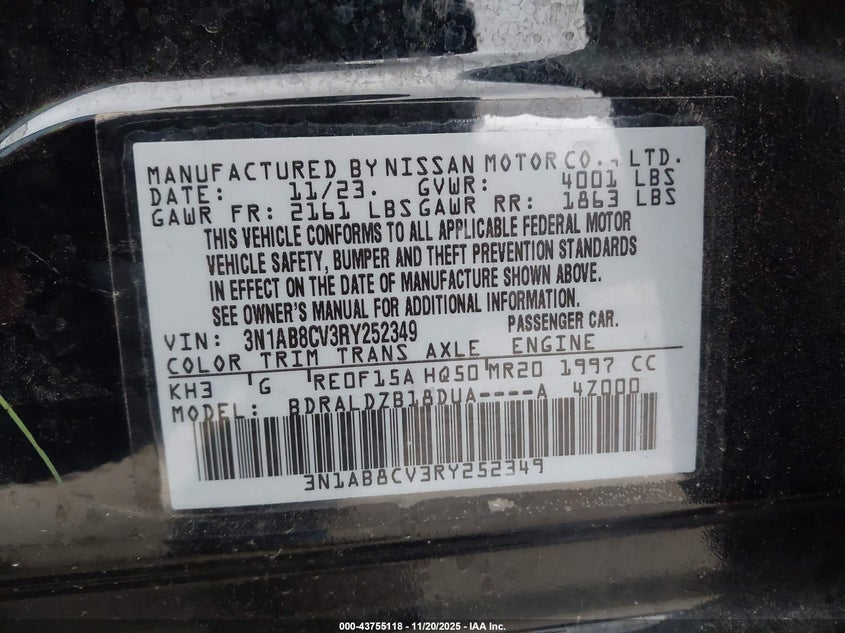 MANUFACTURED BY NISSAN MOTOR CO., LTD.
DATE: 11/23. GVWR: 4001 LBS
GAWR FR: 2161 LBS GAWR RR: 1863 LBS
THIS VEHICLE CONFORMS TO ALL APPLICABLE FEDERAL MOTOR
VEHICLE SAFETY, BUMPER AND THEFT PREVENTION STANDARDS
IN EFFECT ON THE DATE OF MANUFACTURE SHOWN ABOVE.
SEE OWNER'S MANUAL FOR ADDITIONAL INFORMATION.
VIN: 3N1AB8CV3RY252349 PASSENGER CAR.
COLOR TRIM TRANS AXLE ENGINE
KH3 G RE0F15A HQ50 MR20 1997 CC
MODEL: BDRALDZB18DUA----A 4Z000
3N1AB8CV3RY252349
000-43755118 - 11/20/2025 - IAA Inc.